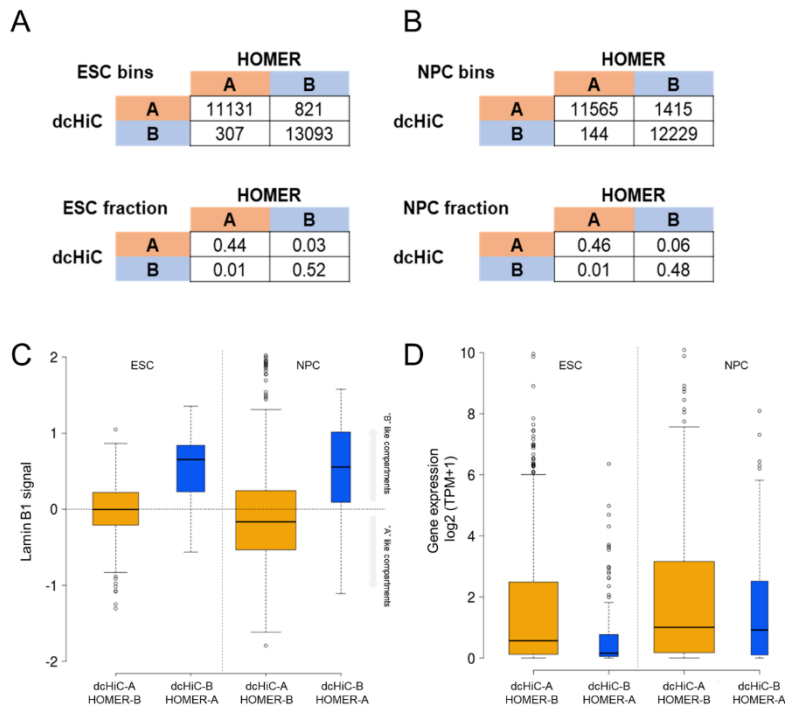 A
HOMER
ESC bins
A B
dcHiC
A 11131 821
B 307 13093
HOMER
ESC fraction
A B
dcHiC
A 0.44 0.03
B 0.01 0.52
B
HOMER
NPC bins
A B
dcHiC
A 11565 1415
B 144 12229
HOMER
NPC fraction
A B
dcHiC
A 0.46 0.06
B 0.01 0.48
C
ESC NPC
Lamin B1 signal
2
1
0
-1
-2
"B" like compartments
"A" like compartments
dcHiC-A HOMER-B
dcHiC-B HOMER-A
dcHiC-A HOMER-B
dcHiC-B HOMER-A
D
ESC NPC
Gene expression
log2 (TPM+1)
10
8
6
4
2
0
dcHiC-A HOMER-B
dcHiC-B HOMER-A
dcHiC-A HOMER-B
dcHiC-B HOMER-A